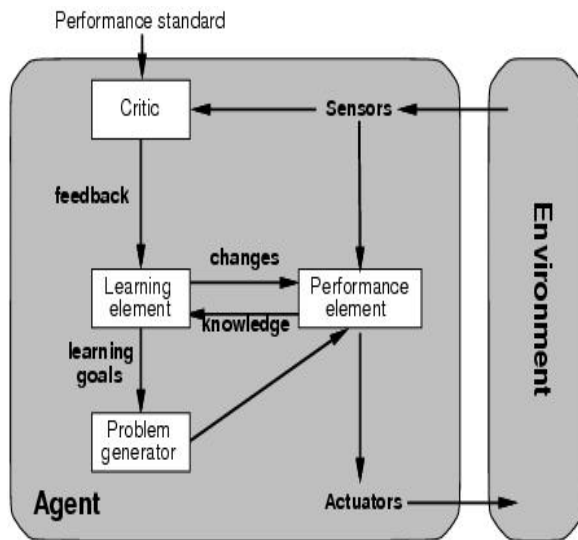 Performance standard
Critic
Sensors
feedback
changes
Learning
element
Performance
element
knowledge
learning
goals
Problem
generator
Agent
Actuators
Environment